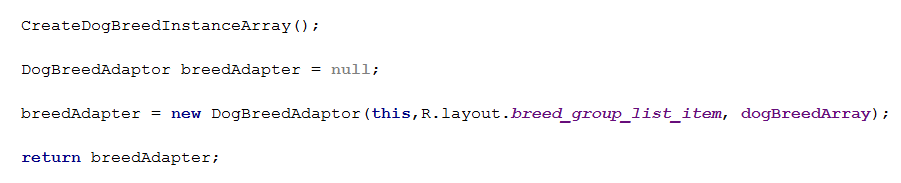 CreateDogBreedInstanceArray();
DogBreedAdaptor breedAdapter = null;
breedAdapter = new DogBreedAdaptor(this,R.layout.breed_group_list_item, dogBreedArray);
return breedAdapter;